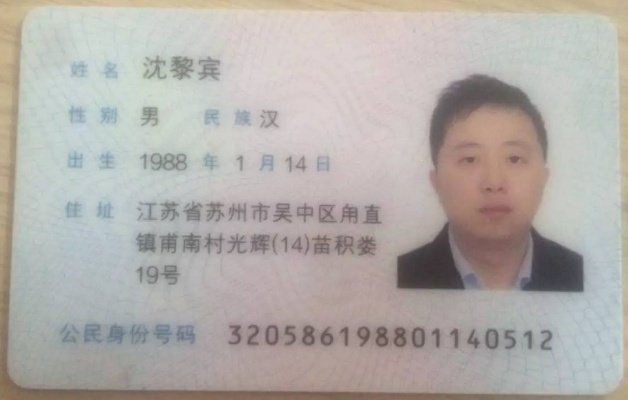 姓名 沈黎宾
性别 男 民族 汉
出生 1988 年 1 月 14 日
住址 江苏省苏州市吴中区甪直
镇甫南村光辉(14)苗积娄
19号
公民身份号码 320586198801140512